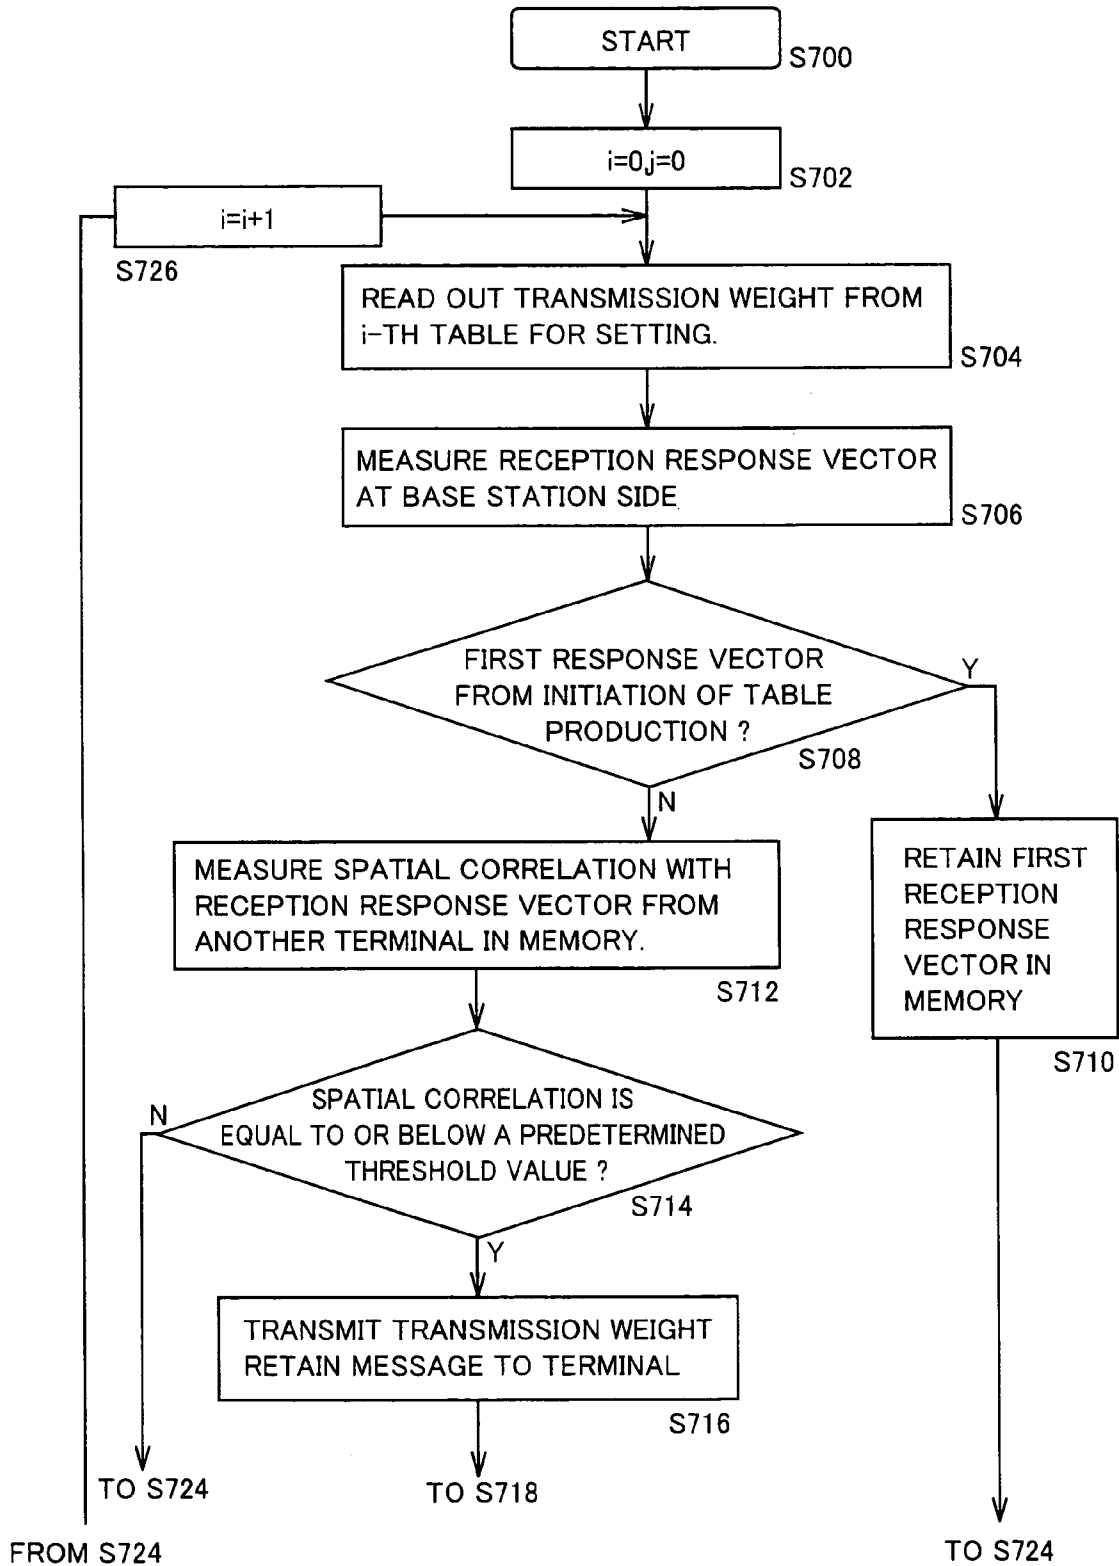 START
S700
i=0,j=0
S702
i=i+1
S726
READ OUT TRANSMISSION WEIGHT FROM
i-TH TABLE FOR SETTING.
S704
MEASURE RECEPTION RESPONSE VECTOR
AT BASE STATION SIDE
S706
FIRST RESPONSE VECTOR
FROM INITIATION OF TABLE
PRODUCTION ?
S708
Y
N
MEASURE SPATIAL CORRELATION WITH
RECEPTION RESPONSE VECTOR FROM
ANOTHER TERMINAL IN MEMORY.
S712
RETAIN FIRST
RECEPTION
RESPONSE
VECTOR IN
MEMORY
S710
N
SPATIAL CORRELATION IS
EQUAL TO OR BELOW A PREDETERMINED
THRESHOLD VALUE ?
S714
Y
TRANSMIT TRANSMISSION WEIGHT
RETAIN MESSAGE TO TERMINAL
S716
TO S724
TO S718
FROM S724
TO S724